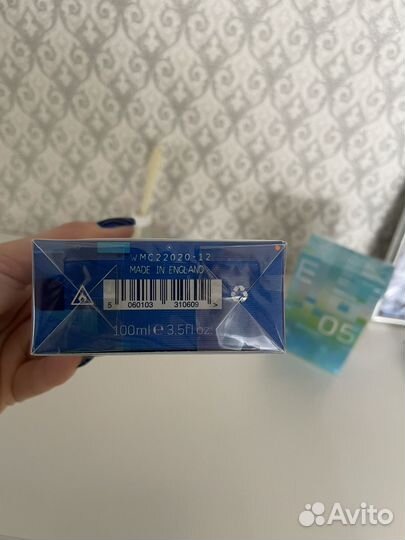 WMC22020-12
MADE IN ENGLAND
5 060103 310609 >
100ml ℮ 3.5fl.oz.
E
05
Avito